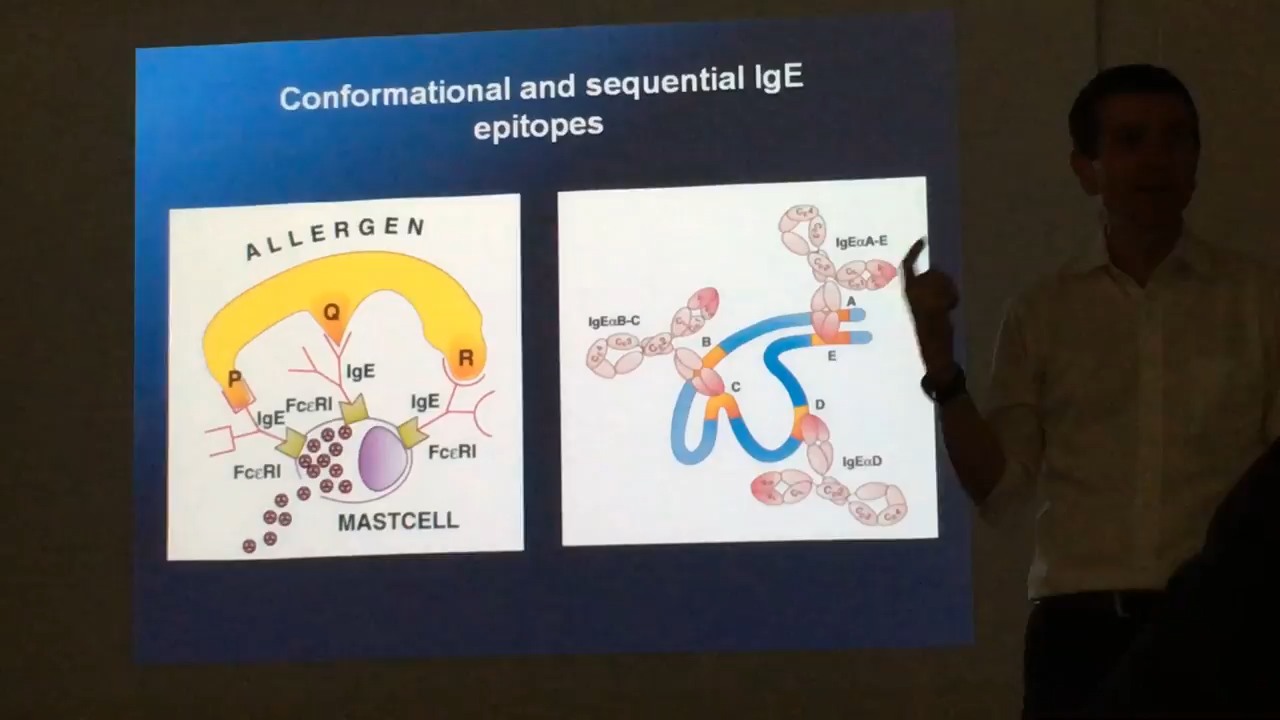 Conformational and sequential IgE
epitopes
ALLERGEN
Q
P
R
IgE
IgE
IgE
FcεRI
FcεRI
FcεRI
MASTCELL
IgEαA-E
IgEαB-C
A
B
E
C
D
IgEαD